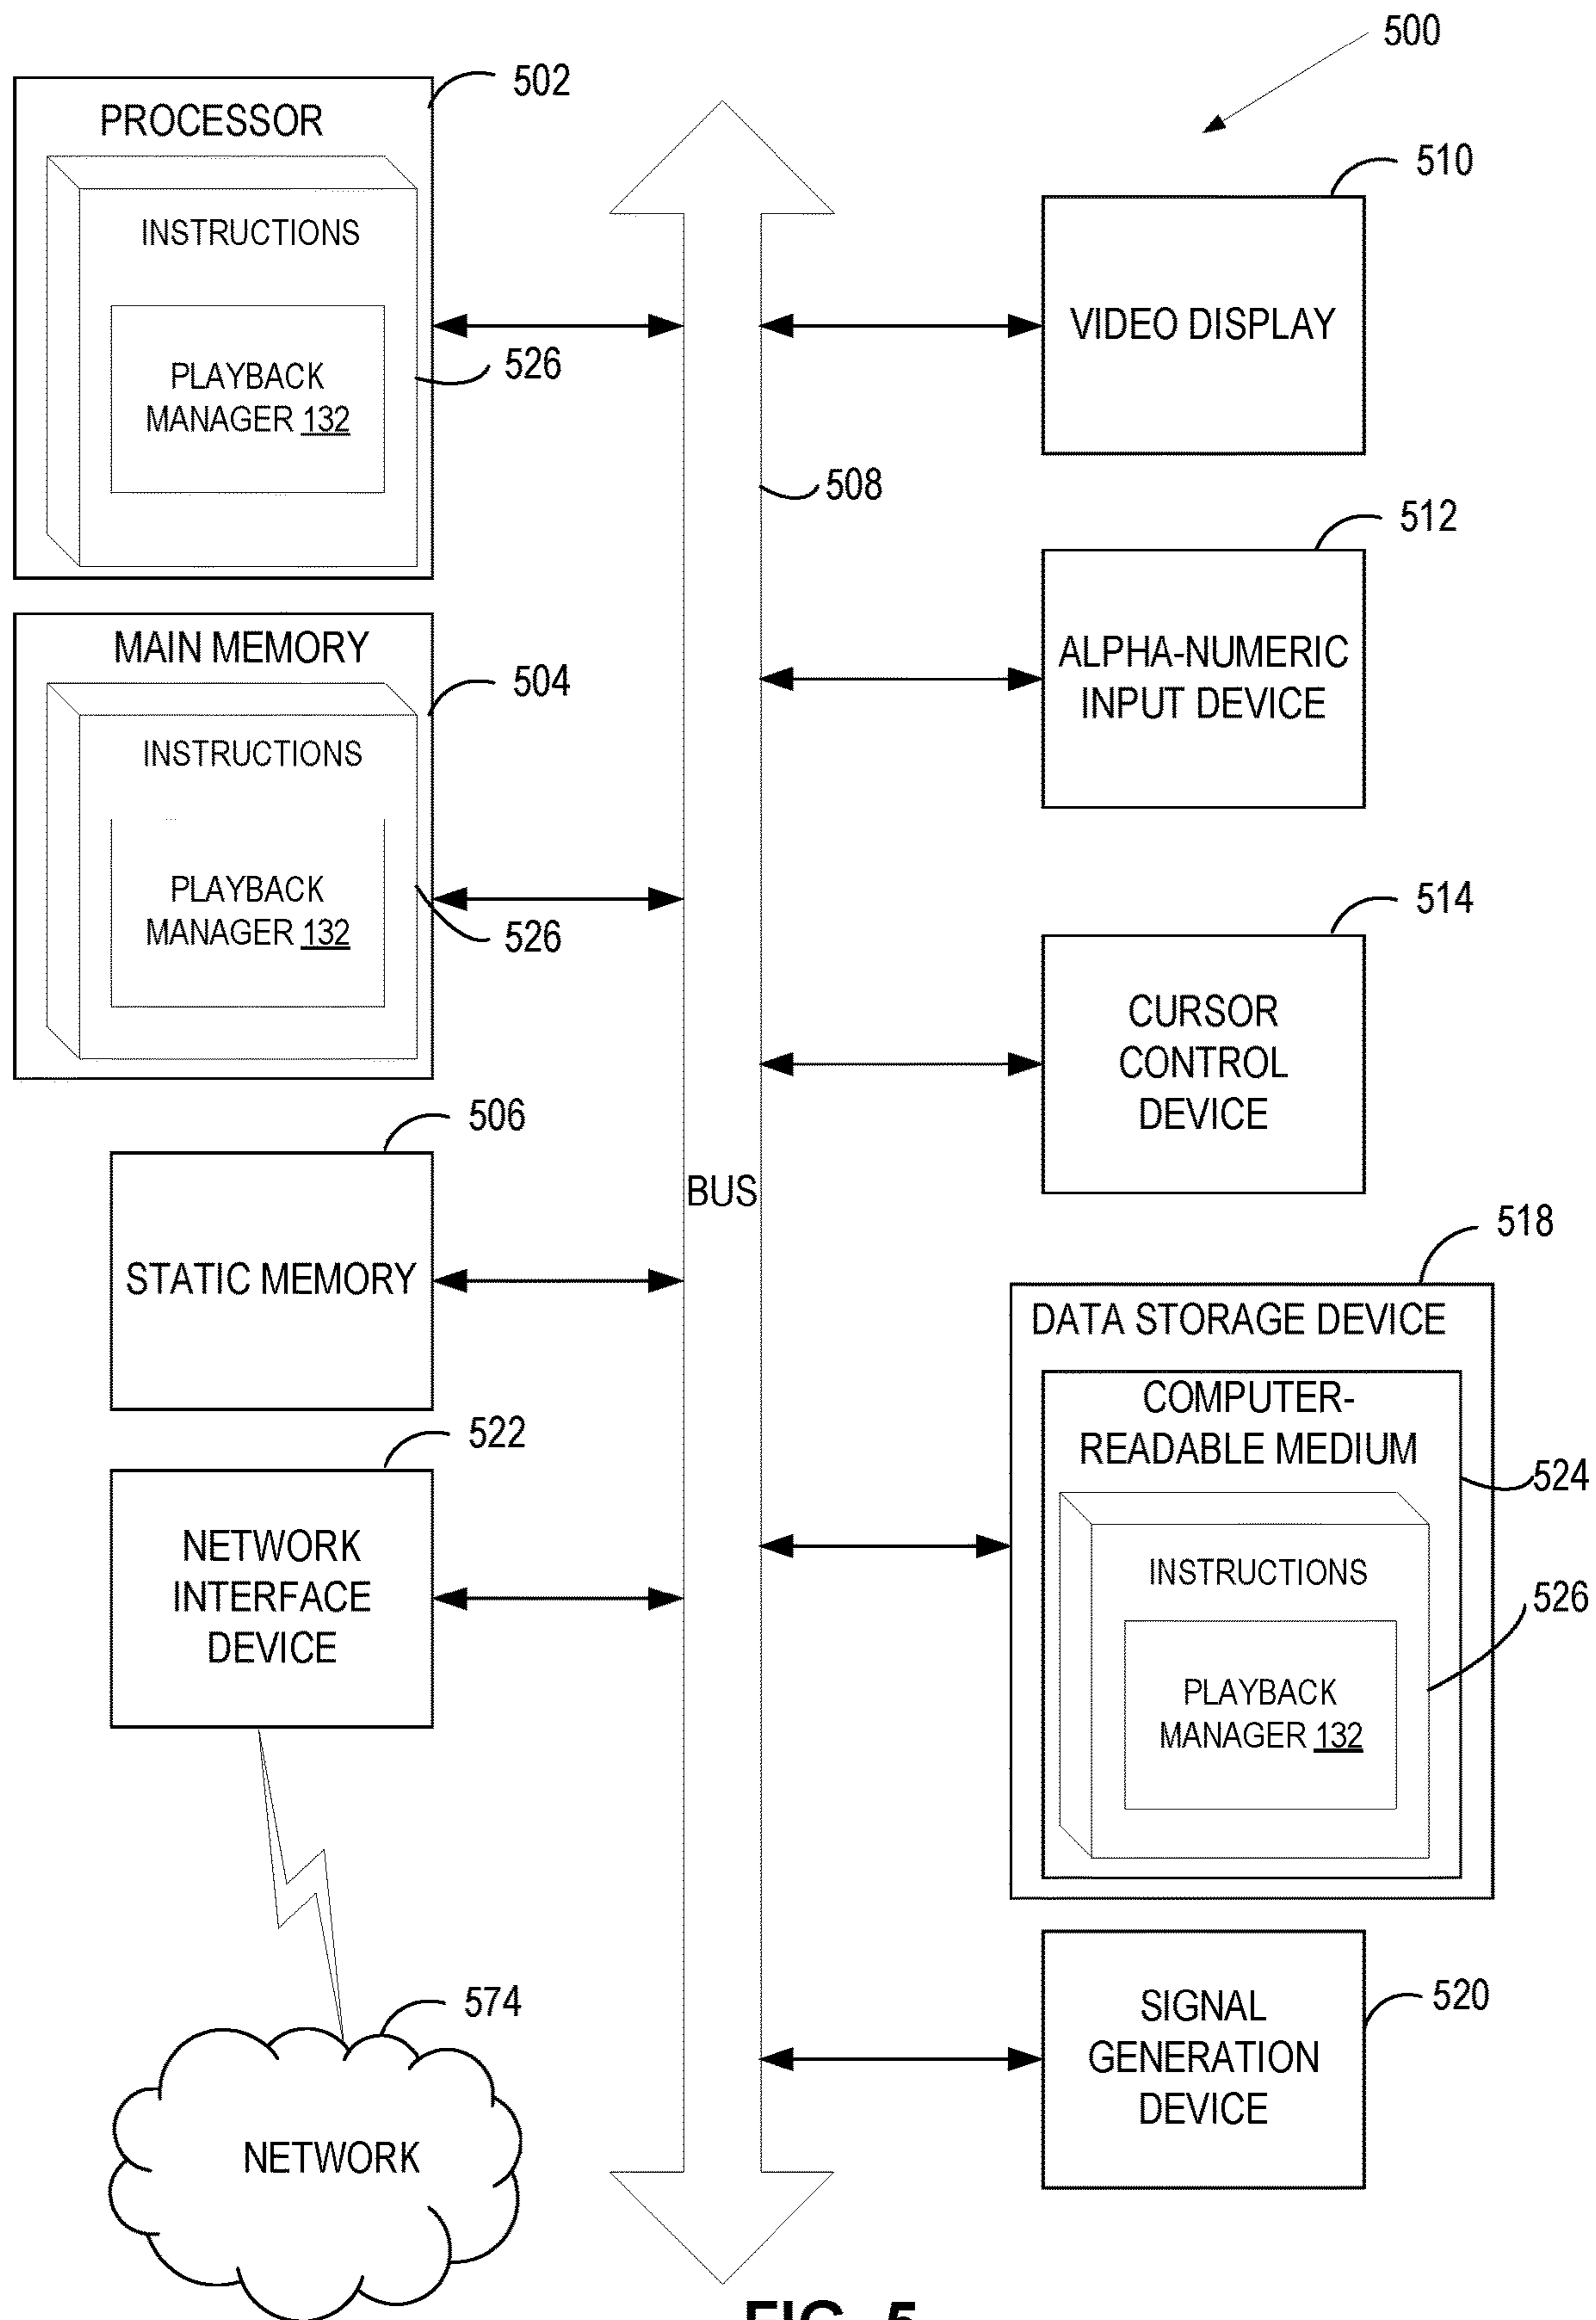 500
502
PROCESSOR
INSTRUCTIONS
PLAYBACK
MANAGER 132
526
MAIN MEMORY
504
INSTRUCTIONS
PLAYBACK
MANAGER 132
526
506
STATIC MEMORY
522
NETWORK
INTERFACE
DEVICE
574
NETWORK
508
BUS
510
VIDEO DISPLAY
512
ALPHA-NUMERIC
INPUT DEVICE
514
CURSOR
CONTROL
DEVICE
518
DATA STORAGE DEVICE
COMPUTER-
READABLE MEDIUM
524
INSTRUCTIONS
526
PLAYBACK
MANAGER 132
520
SIGNAL
GENERATION
DEVICE
FIG. 5